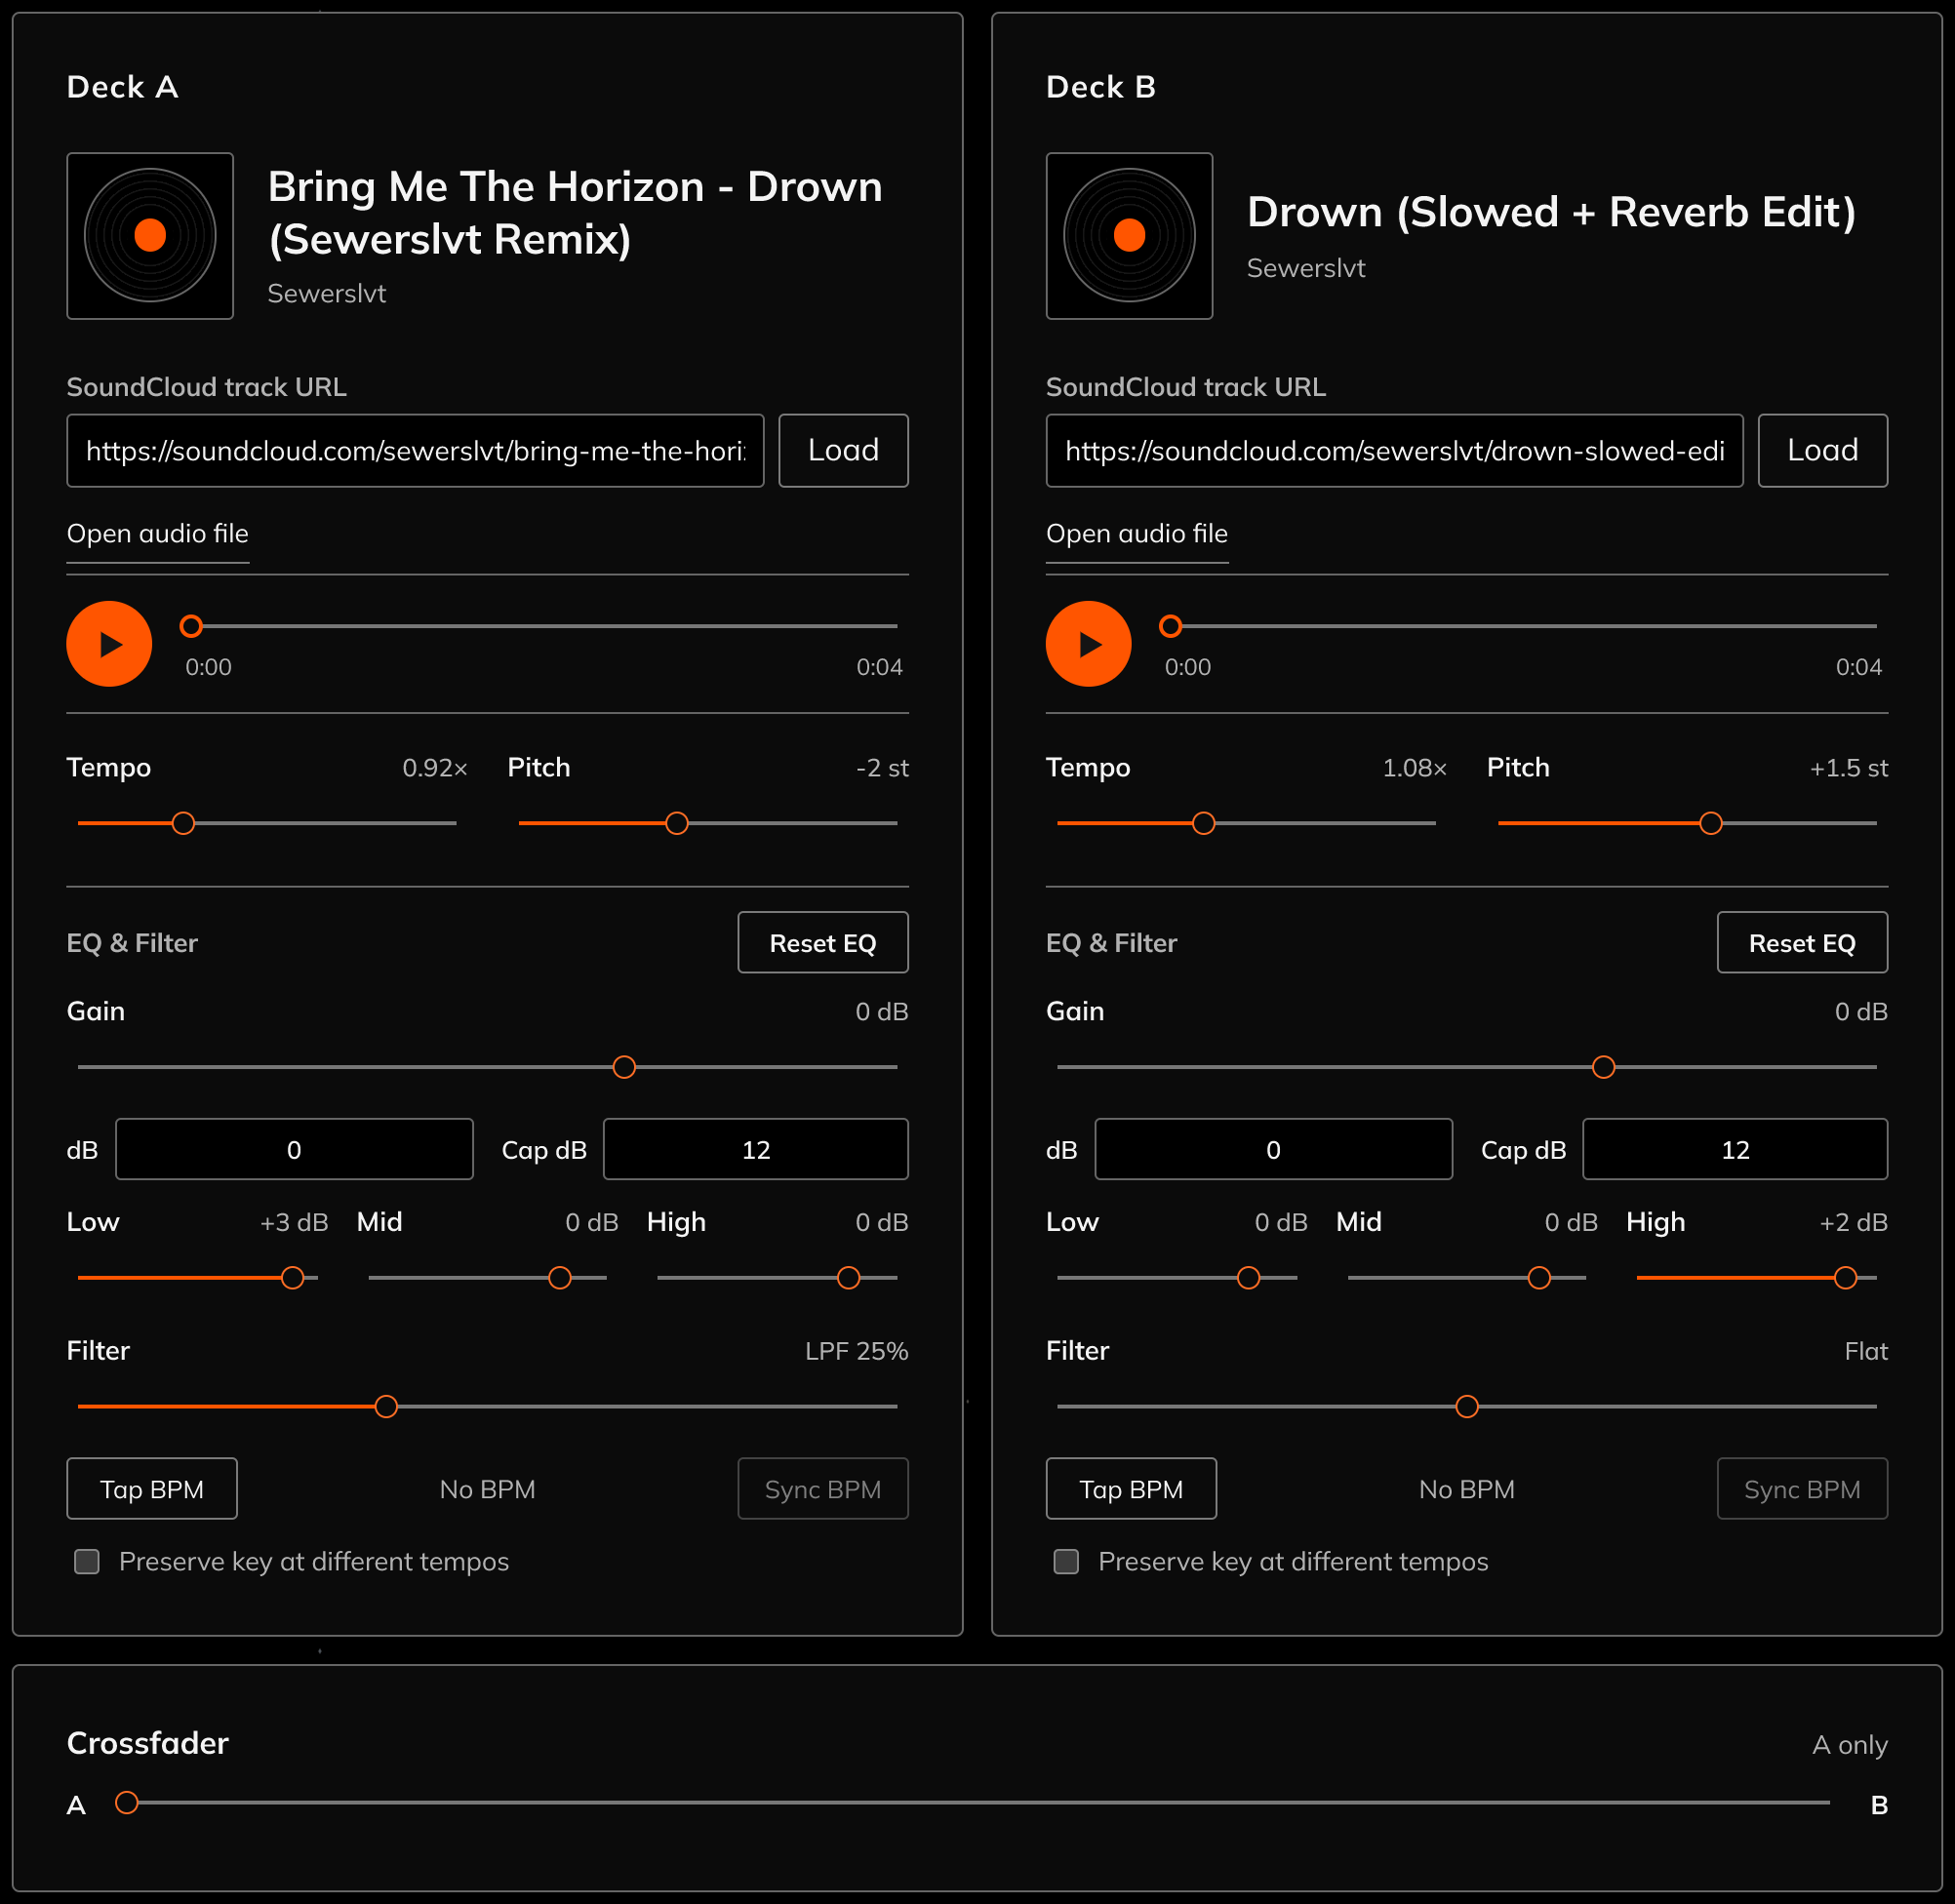 Deck A
Bring Me The Horizon - Drown
(Sewerslvt Remix)
Sewerslvt
SoundCloud track URL
https://soundcloud.com/sewerslvt/bring-me-the-hori
Load
Open audio file
0:00
0:04
Tempo
0.92×
Pitch
-2 st
EQ & Filter
Reset EQ
Gain
0 dB
dB
0
Cap dB
12
Low
+3 dB
Mid
0 dB
High
0 dB
Filter
LPF 25%
Tap BPM
No BPM
Sync BPM
Preserve key at different tempos
Deck B
Drown (Slowed + Reverb Edit)
Sewerslvt
SoundCloud track URL
https://soundcloud.com/sewerslvt/drown-slowed-edi
Load
Open audio file
0:00
0:04
Tempo
1.08×
Pitch
+1.5 st
EQ & Filter
Reset EQ
Gain
0 dB
dB
0
Cap dB
12
Low
0 dB
Mid
0 dB
High
+2 dB
Filter
Flat
Tap BPM
No BPM
Sync BPM
Preserve key at different tempos
Crossfader
A only
A
B